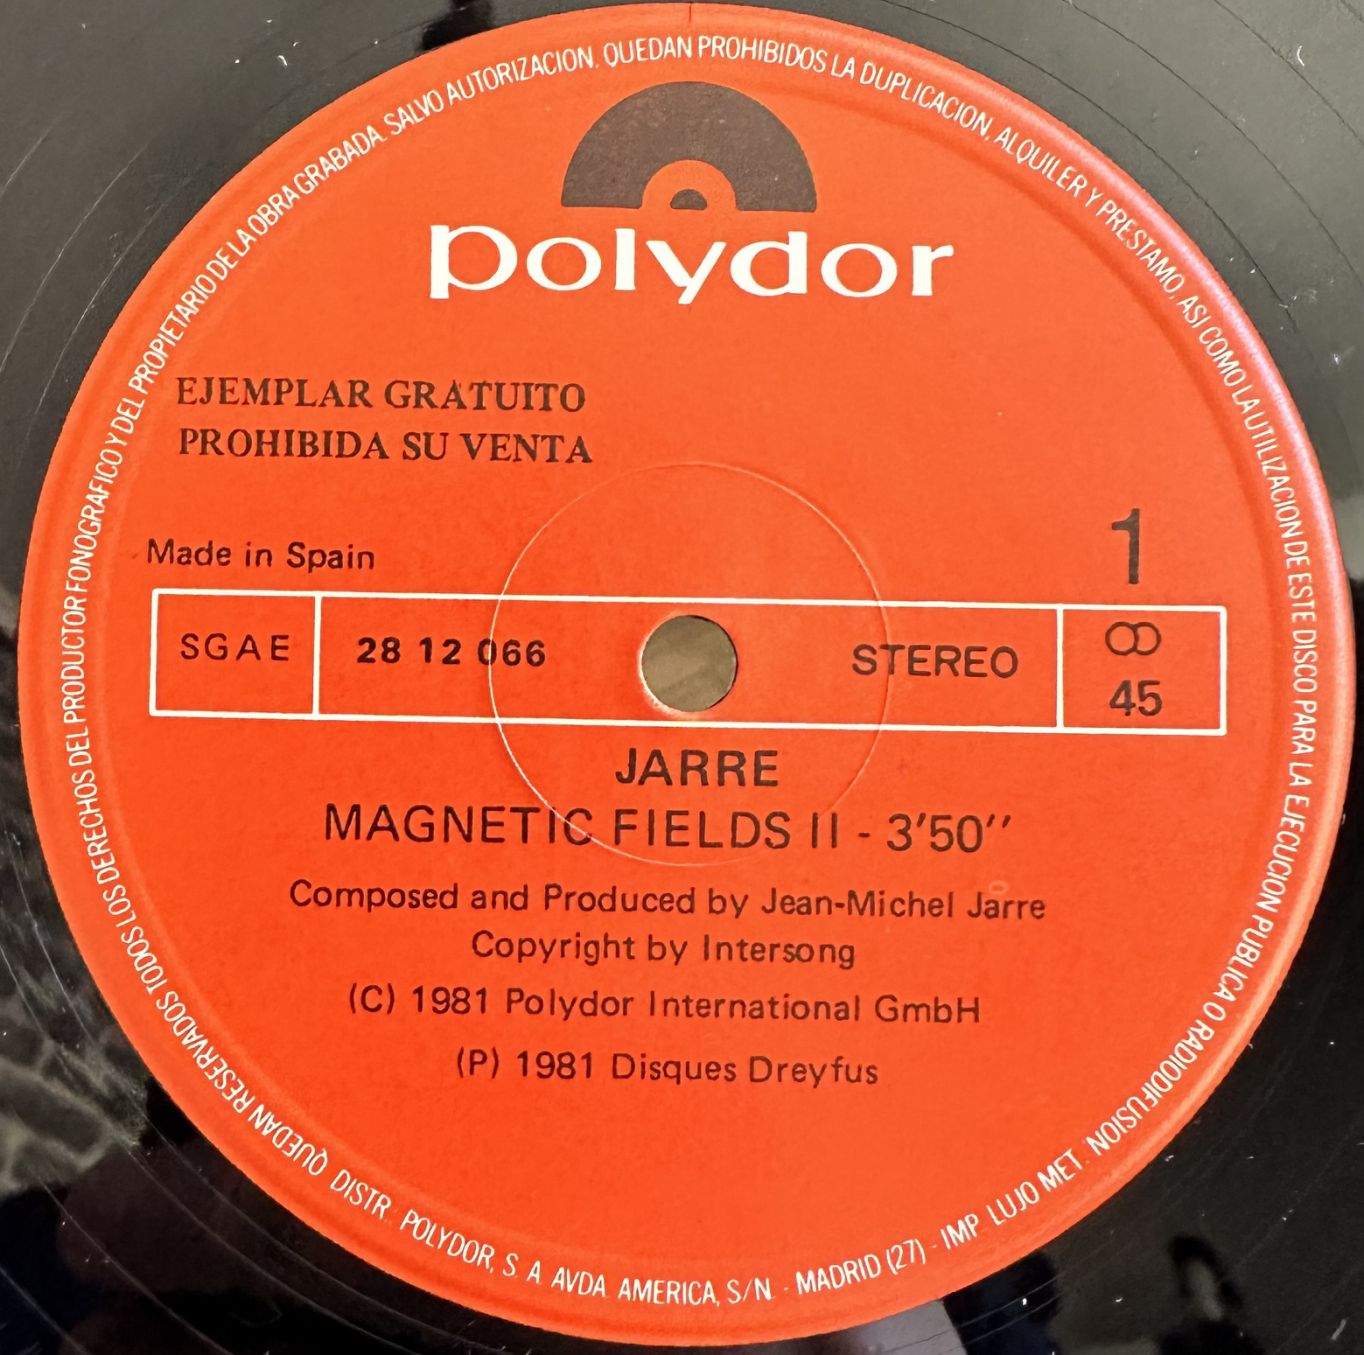 polydor
EJEMPLAR GRATUITO
PROHIBIDA SU VENTA
Made in Spain
1
SGAE 28 12 066 STEREO
45
JARRE
MAGNETIC FIELDS II - 3'50''
Composed and Produced by Jean-Michel Jarre
Copyright by Intersong
(C) 1981 Polydor International GmbH
(P) 1981 Disques Dreyfus
QUEDAN RESERVADOS TODOS LOS DERECHOS DEL PRODUCTOR FONOGRAFICO Y DEL PROPIETARIO DE LA OBRA GRABADA. SALVO AUTORIZACION, QUEDAN PROHIBIDOS LA DUPLICACION, ALQUILER Y PRESTAMO, ASI COMO LA UTILIZACION DE ESTE DISCO PARA LA EJECUCION PUBLICA O RADIODIFUSION
DISTR. POLYDOR, S. A. AVDA. AMERICA, S/N. - MADRID (27) - IMP. LUJO MET.